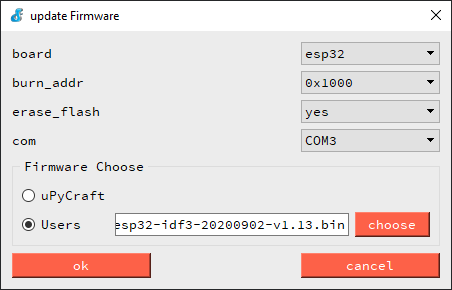 update Firmware
board esp32
burn_addr 0x1000
erase_flash yes
com COM3
Firmware Choose
uPyCraft
Users esp32-idf3-20200902-v1.13.bin choose
ok cancel